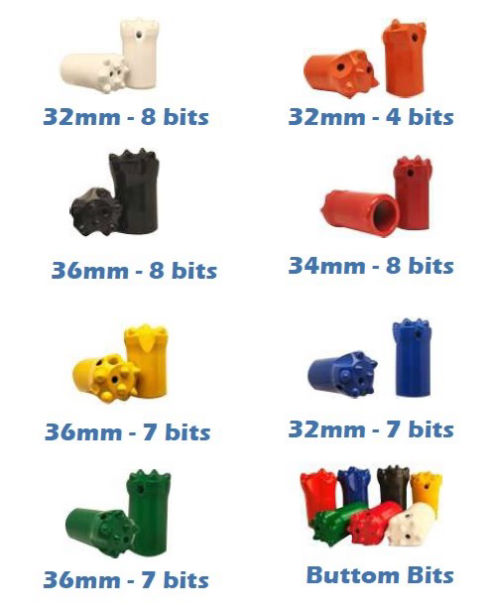 32mm - 8 bits
32mm - 4 bits
36mm - 8 bits
34mm - 8 bits
36mm - 7 bits
32mm - 7 bits
36mm - 7 bits
Buttom Bits